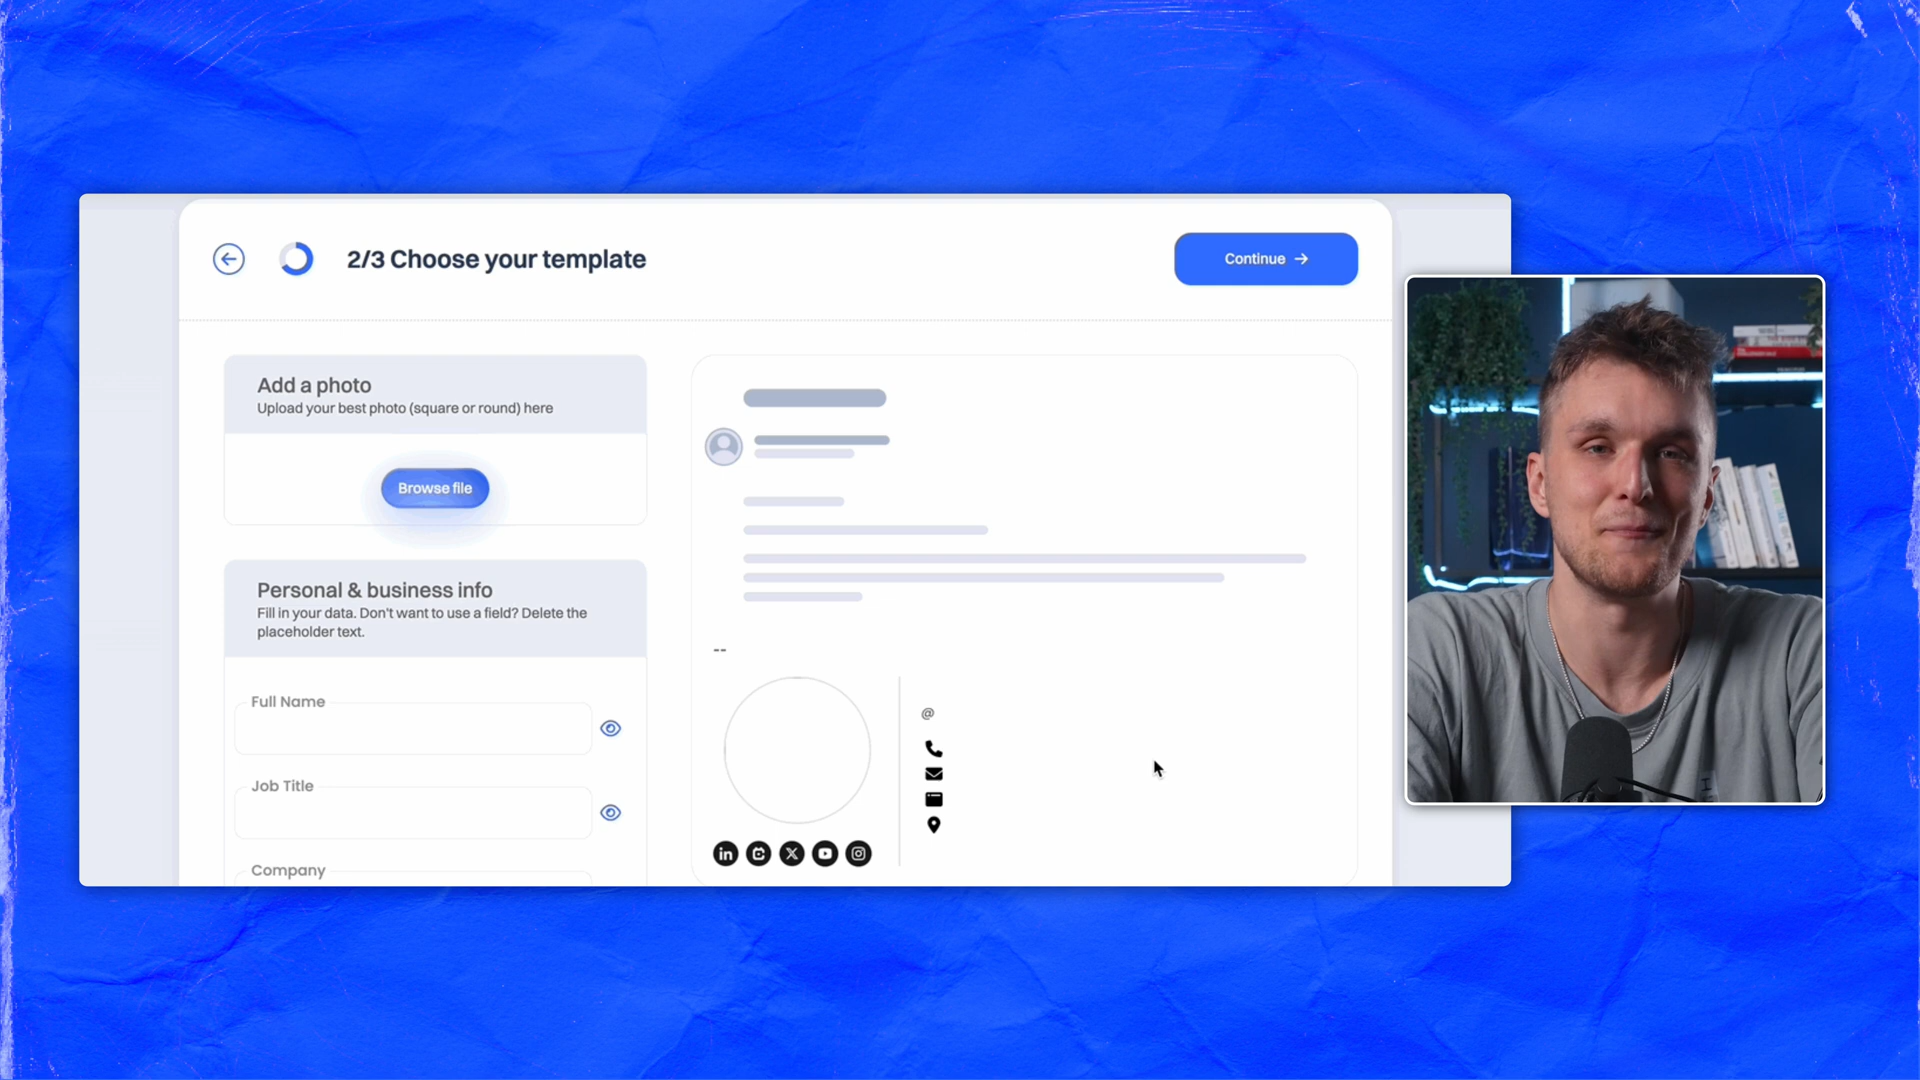 2/3 Choose your template
Continue →
Add a photo
Upload your best photo (square or round) here
Browse file
Personal & business info
Fill in your data. Don't want to use a field? Delete the
placeholder text.
Full Name
Job Title
Company
--
@
in
X